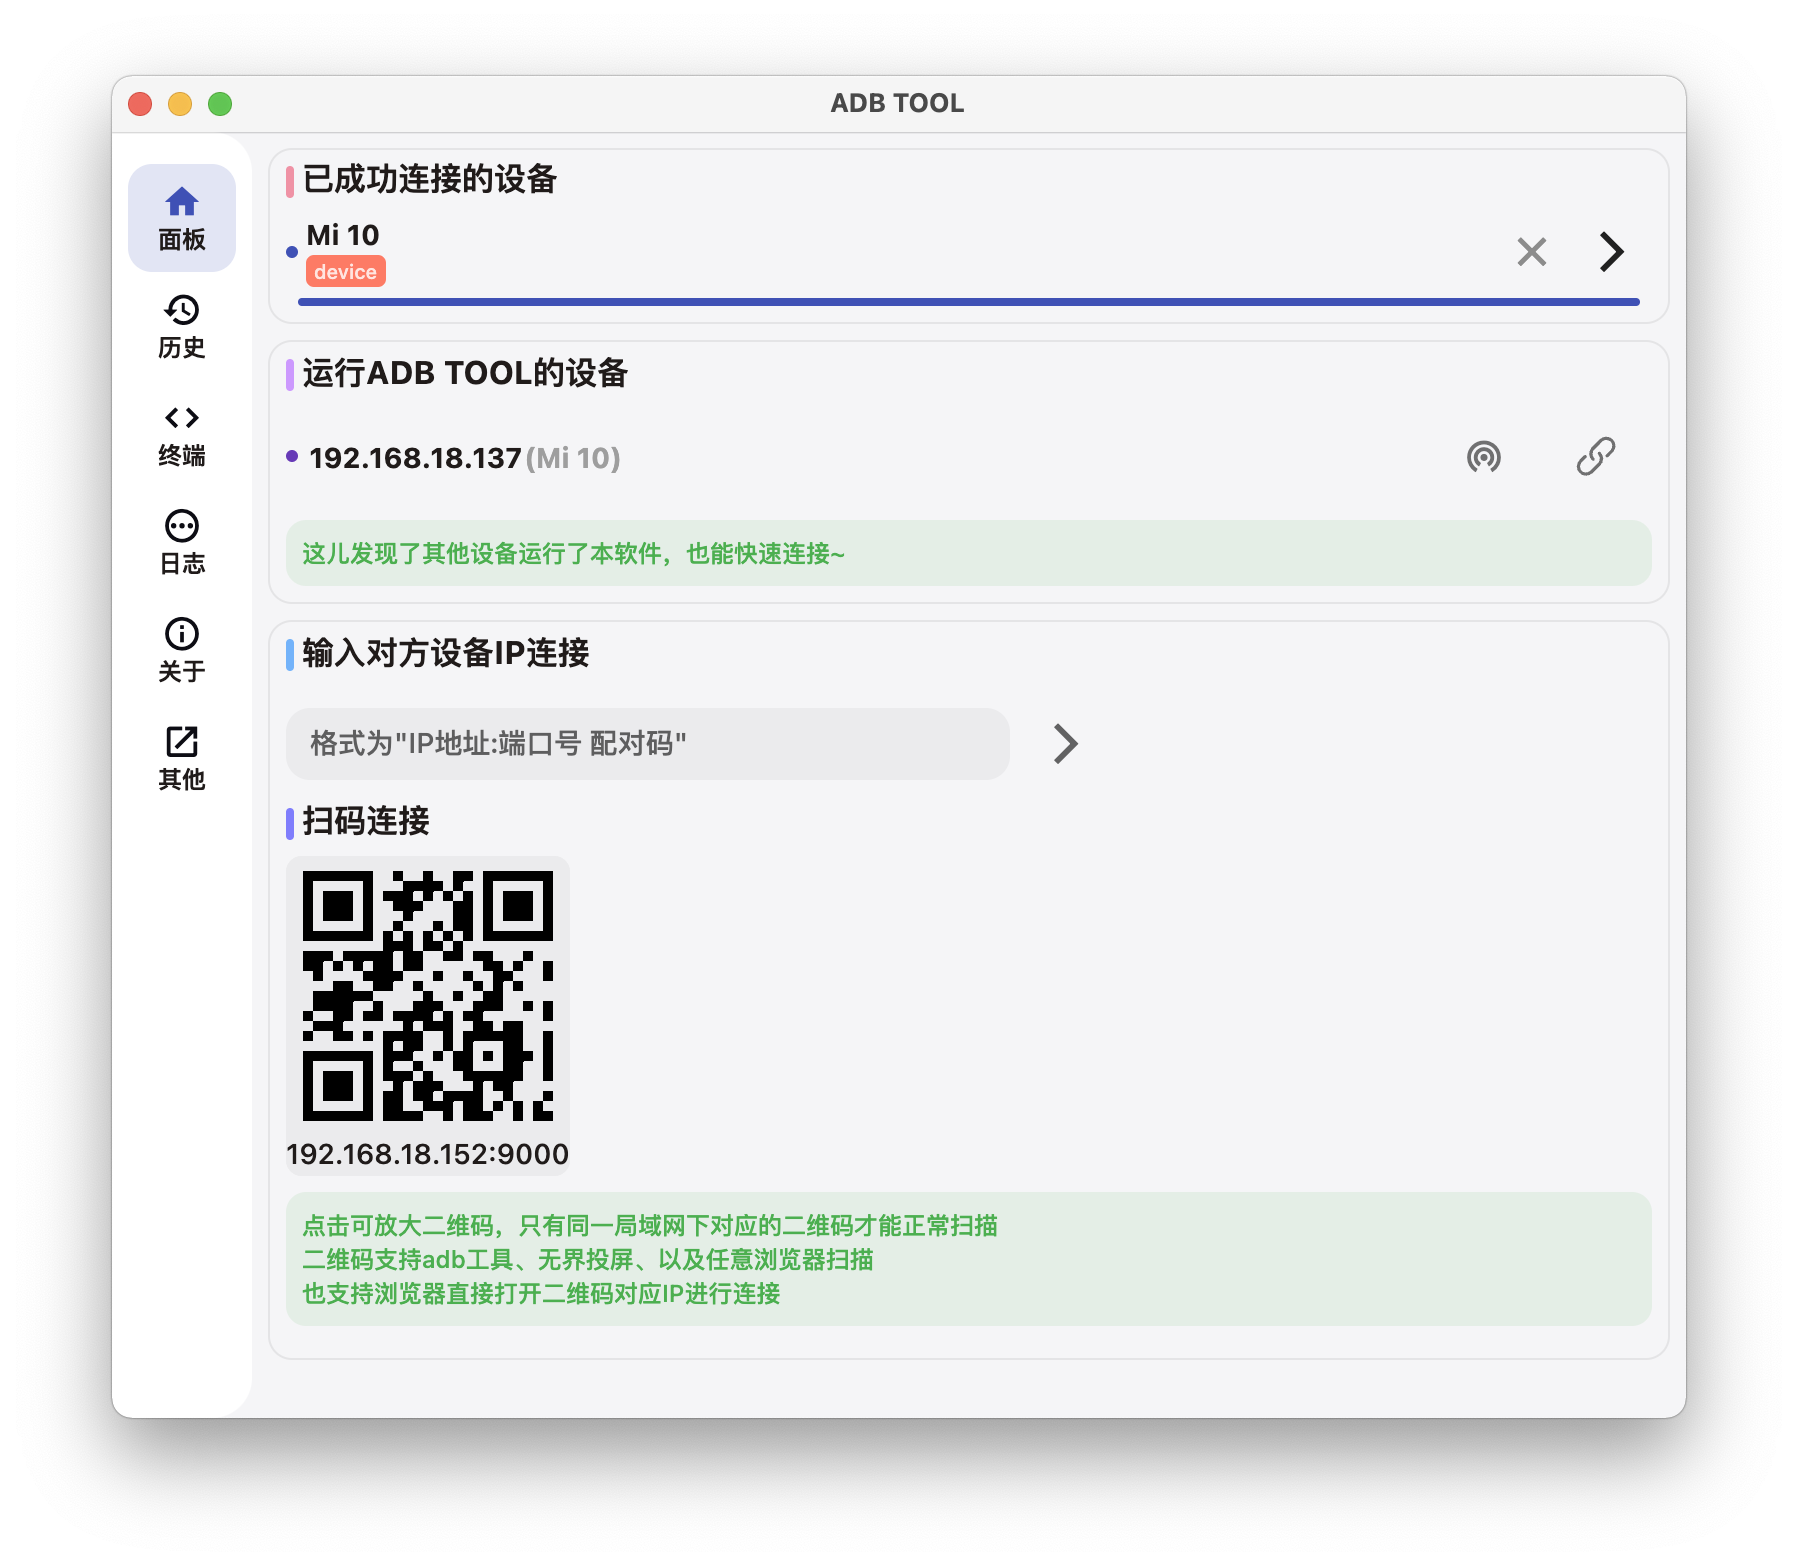 ADB TOOL
面板
历史
终端
日志
关于
其他
已成功连接的设备
Mi 10
device
运行ADB TOOL的设备
192.168.18.137(Mi 10)
这儿发现了其他设备运行了本软件，也能快速连接~
输入对方设备IP连接
格式为"IP地址:端口号 配对码"
扫码连接
192.168.18.152:9000
点击可放大二维码，只有同一局域网下对应的二维码才能正常扫描
二维码支持adb工具、无界投屏、以及任意浏览器扫描
也支持浏览器直接打开二维码对应IP进行连接